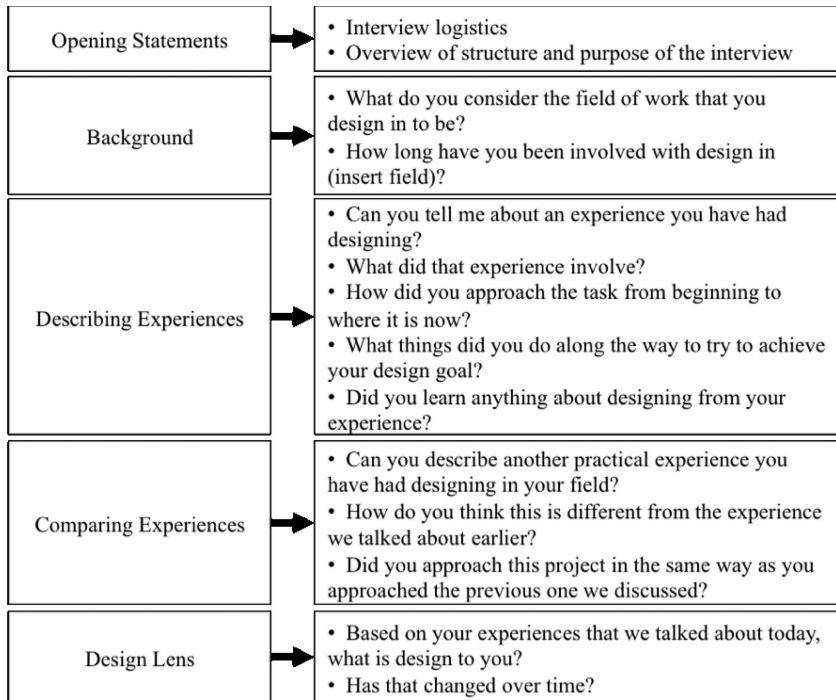 Opening Statements
• Interview logistics
• Overview of structure and purpose of the interview
Background
• What do you consider the field of work that you
design in to be?
• How long have you been involved with design in
(insert field)?
Describing Experiences
• Can you tell me about an experience you have had
designing?
• What did that experience involve?
• How did you approach the task from beginning to
where it is now?
• What things did you do along the way to try to achieve
your design goal?
• Did you learn anything about designing from your
experience?
Comparing Experiences
• Can you describe another practical experience you
have had designing in your field?
• How do you think this is different from the experience
we talked about earlier?
• Did you approach this project in the same way as you
approached the previous one we discussed?
Design Lens
• Based on your experiences that we talked about today,
what is design to you?
• Has that changed over time?